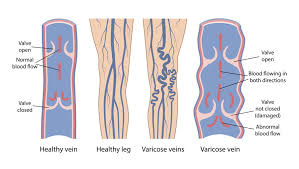 Valve
open
Normal
blood flow
Valve
closed
Healthy vein
Healthy leg
Varicose veins
Varicose vein
Valve
open
Blood flowing in
both directions
Valve
not closed
(damaged)
Abnormal
blood flow